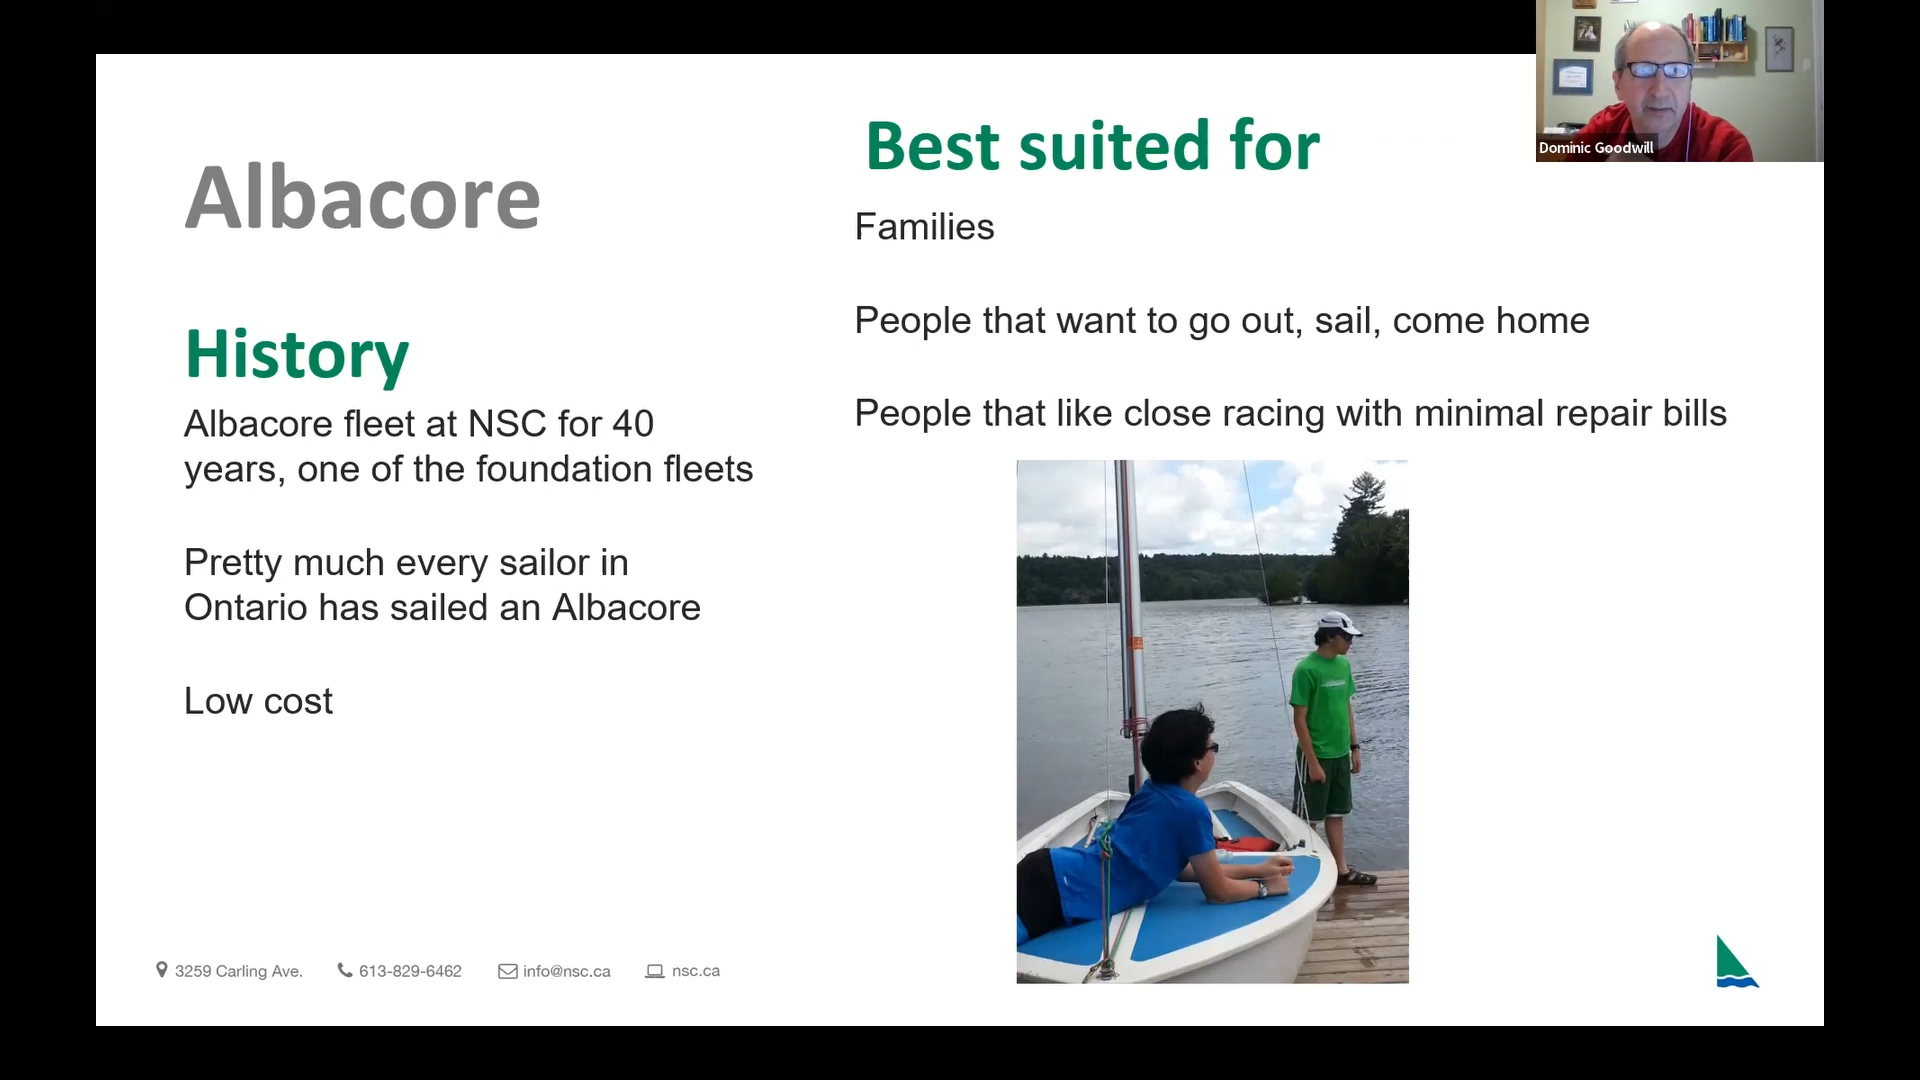 Albacore
History
Albacore fleet at NSC for 40
years, one of the foundation fleets
Pretty much every sailor in
Ontario has sailed an Albacore
Low cost
Best suited for
Families
People that want to go out, sail, come home
People that like close racing with minimal repair bills
Dominic Goodwill
3259 Carling Ave.
613-829-6462
info@nsc.ca
nsc.ca